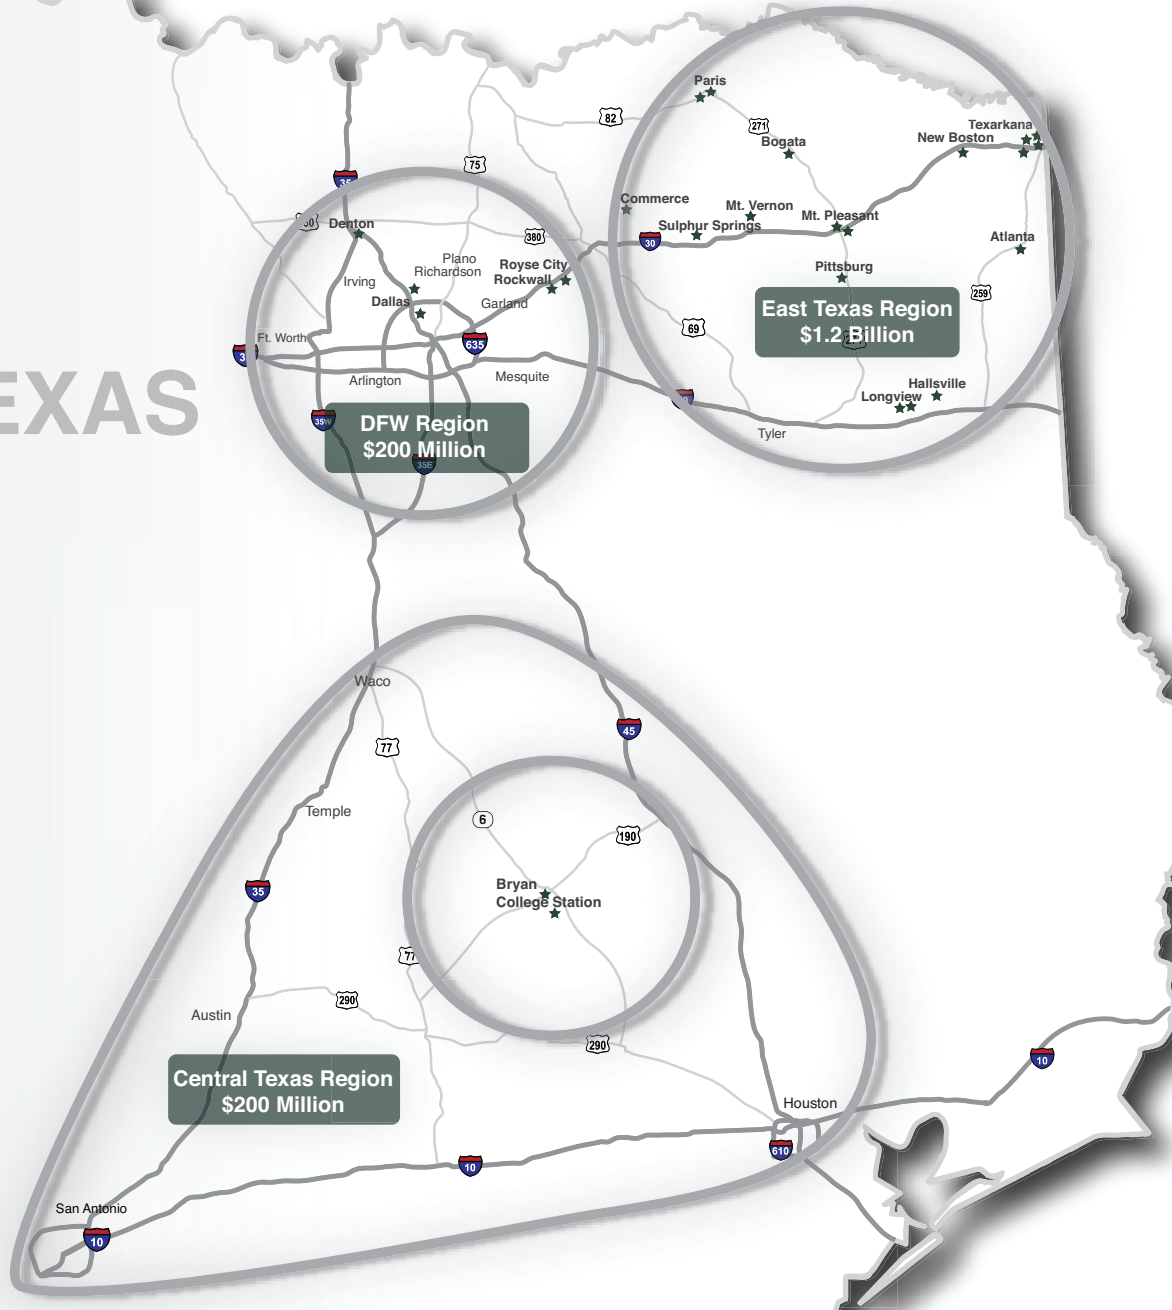 Paris
82
271
Bogata
Texarkana
New Boston
75
35
Commerce
Mt. Vernon
Mt. Pleasant
Sulphur Springs
30
Denton
380
Atlanta
Plano
Richardson
Royse City
Rockwall
Irving
Dallas
Garland
Pittsburg
259
East Texas Region
$1.2 Billion
69
Ft. Worth
635
Arlington
Mesquite
Hallsville
Longview
EXAS
35W
DFW Region
$200 Million
35E
Tyler
Waco
45
77
Temple
6
190
35
Bryan
College Station
77
290
Austin
290
10
Central Texas Region
$200 Million
Houston
610
10
San Antonio
10